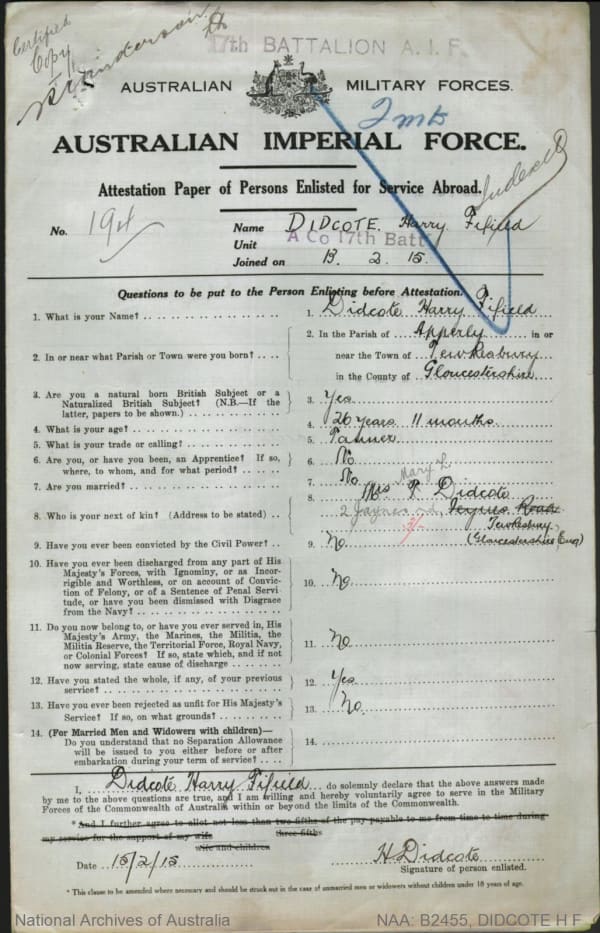 Certified
Copy
17th BATTALION A. I. F.
AUSTRALIAN MILITARY FORCES.
AUSTRALIAN IMPERIAL FORCE.
Attestation Paper of Persons Enlisted for Service Abroad.
Indexed
No. 194
Name DIDCOTE. Harry. Fifield
Unit A Co 17th Batt
Joined on 13. 2. 15.
Questions to be put to the Person Enlisting before Attestation.
1. What is your Name? 1. Didcote Harry Fifield
2. In or near what Parish or Town were you born? 2. In the Parish of Apperly in or
near the Town of Tewkesbury
in the County of Gloucestershire
3. Are you a natural born British Subject or a Naturalized British Subject? (N.B.—If the latter, papers to be shown.) 3. Yes
4. What is your age? 4. 26 years 11 months.
5. What is your trade or calling? 5. Tanner
6. Are you, or have you been, an Apprentice? If so, where, to whom, and for what period? 6. No
7. Are you married? 7. No
8. Who is your next of kin? (Address to be stated) 8. Mrs P. Didcote
Mary L
2 Jaynes rd, Road
Tewkesbury
(Gloucestershire Eng)
9. Have you ever been convicted by the Civil Power? 9. No
10. Have you ever been discharged from any part of His
Majesty's Forces, with Ignominy, or as Incor-
rigible and Worthless, or on account of Convic-
tion of Felony, or of a Sentence of Penal Servi-
tude, or have you been dismissed with Disgrace
from the Navy? 10. No
11. Do you now belong to, or have you ever served in, His
Majesty's Army, the Marines, the Militia, the
Militia Reserve, the Territorial Force, Royal Navy,
or Colonial Forces? If so, state which, and if not
now serving, state cause of discharge 11. No
12. Have you stated the whole, if any, of your previous
service? 12. Yes
13. Have you ever been rejected as unfit for His Majesty's
Service? If so, on what grounds? 13. No.
14. (For Married Men and Widowers with children)—
Do you understand that no Separation Allowance
will be issued to you either before or after
embarkation during your term of service? 14.
I, Didcote Harry Fifield do solemnly declare that the above answers made
by me to the above questions are true, and I am willing and hereby voluntarily agree to serve in the Military
Forces of the Commonwealth of Australia within or beyond the limits of the Commonwealth.
* And I further agree to allot not less than two fifths of the pay payable to me from time to time during
three-fifths
my service for the support of my wife
wife and children
Date 15/2/15 H Didcote
Signature of person enlisted.
* This clause to be amended where necessary and should be struck out in the case of unmarried men or widowers without children under 18 years of age.
National Archives of Australia NAA: B2455, DIDCOTE H F